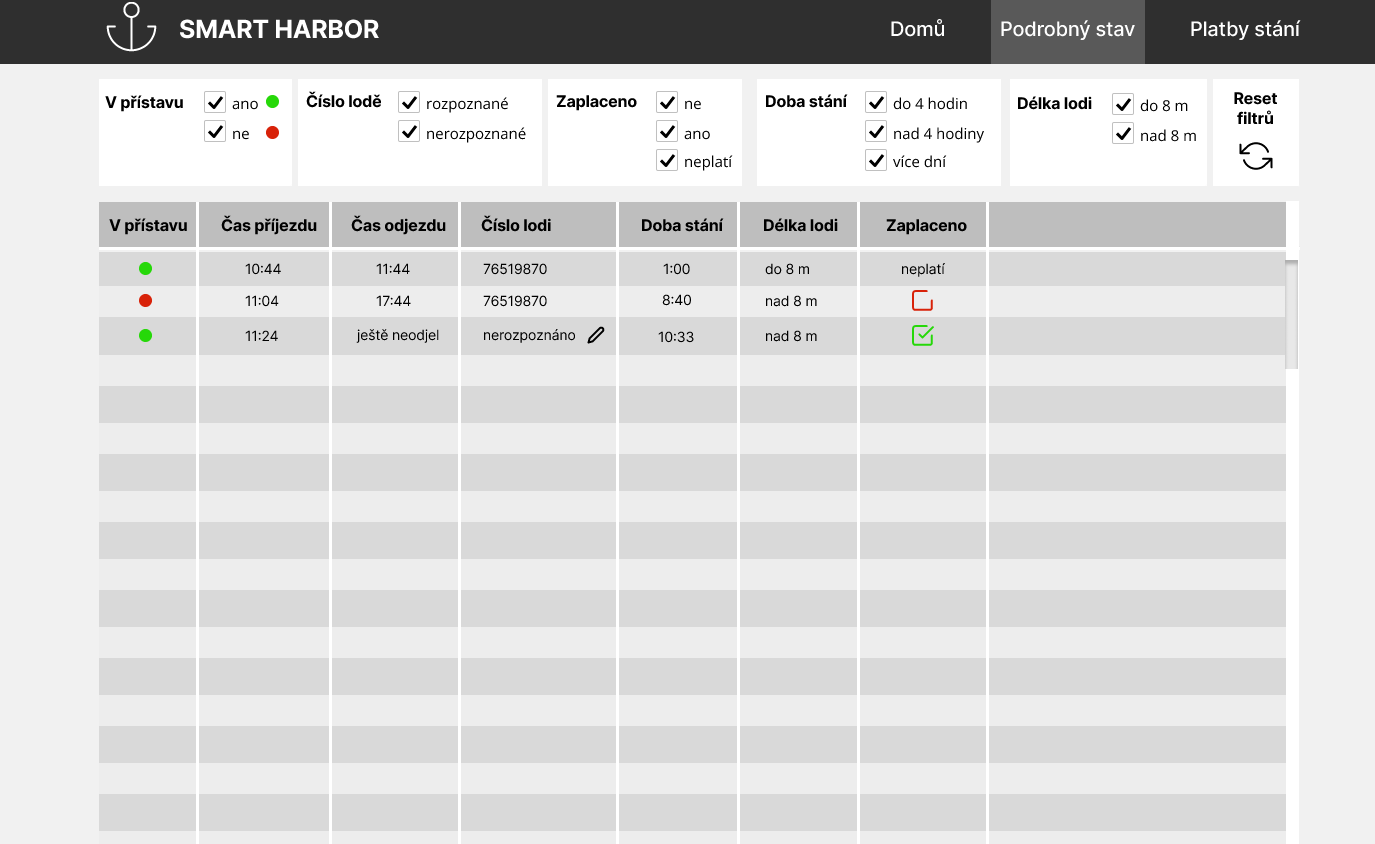 SMART HARBOR
Domů
Podrobný stav
Platby stání
V přístavu
ano
ne
Číslo lodě
rozpoznané
nerozpoznané
Zaplaceno
ne
ano
neplatí
Doba stání
do 4 hodin
nad 4 hodiny
více dní
Délka lodi
do 8 m
nad 8 m
Reset
filtrů
V přístavu Čas příjezdu Čas odjezdu Číslo lodi Doba stání Délka lodi Zaplaceno
10:44 11:44 76519870 1:00 do 8 m neplatí
11:04 17:44 76519870 8:40 nad 8 m
11:24 ještě neodjel nerozpoznáno 10:33 nad 8 m